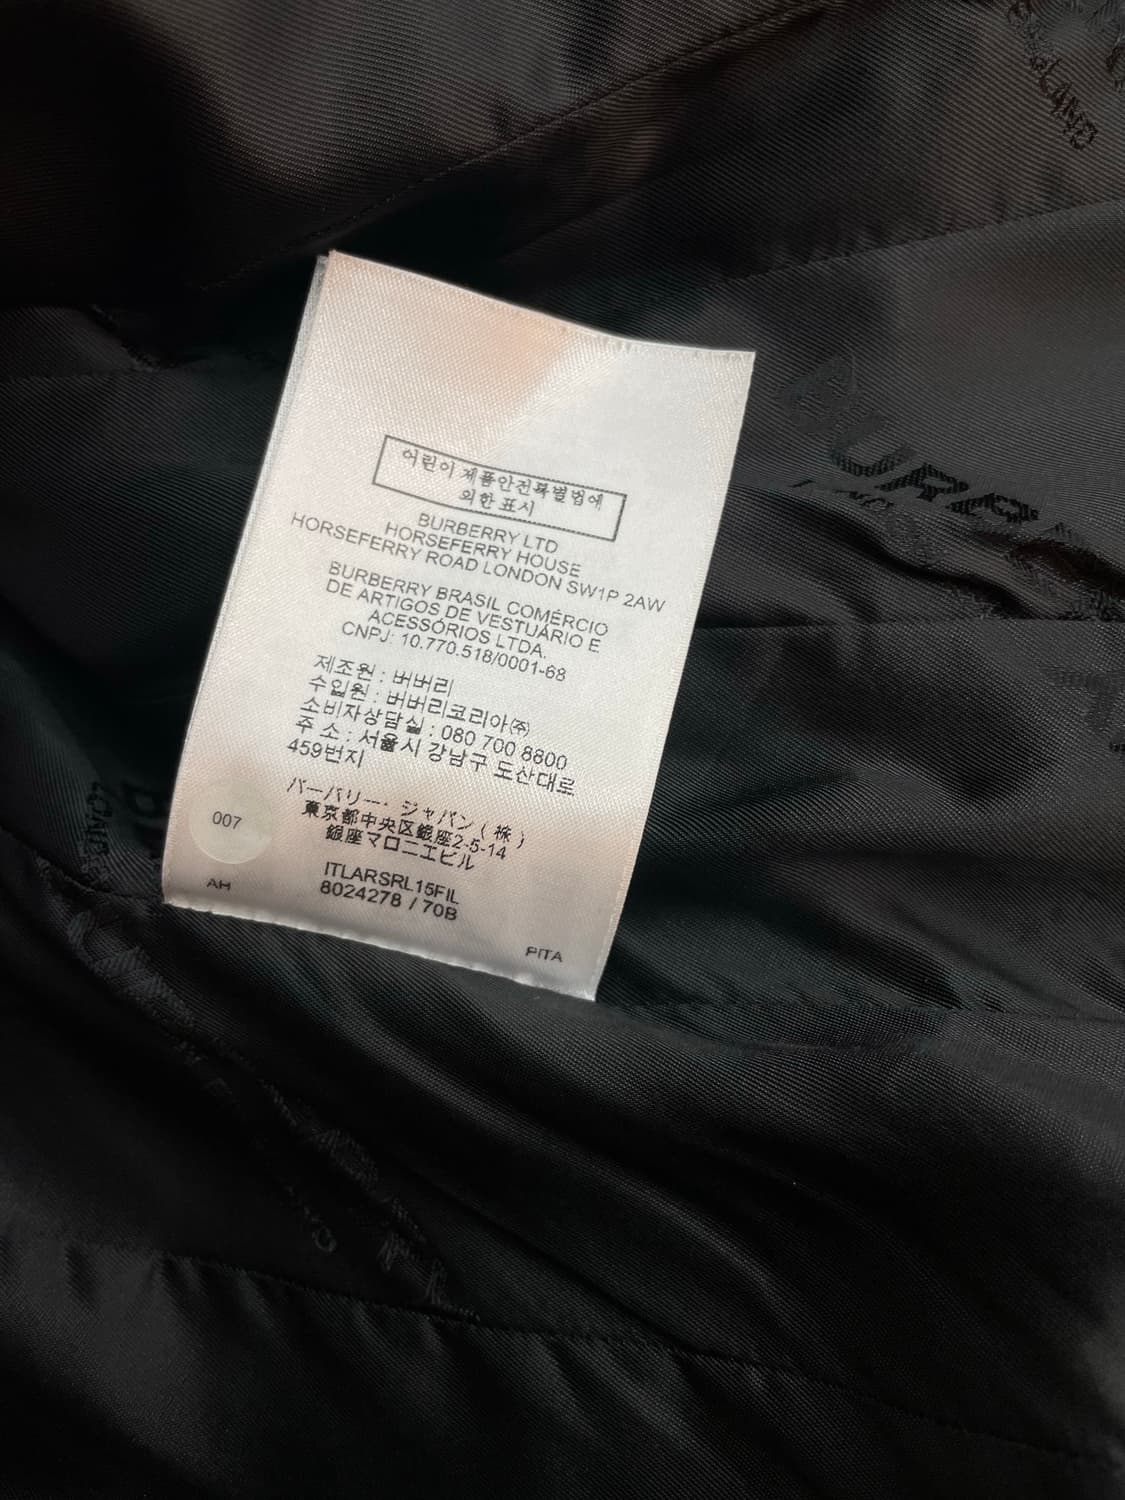 어린이 제품안전특별법에
의한 표시
BURBERRY LTD
HORSEFERRY HOUSE
HORSEFERRY ROAD LONDON SW1P 2AW
BURBERRY BRASIL COMÉRCIO
DE ARTIGOS DE VESTUÁRIO E
ACESSÓRIOS LTDA.
CNPJ: 10.770.518/0001-68
제조원 : 버버리
수입원 : 버버리코리아㈜
소비자상담실 : 080 700 8800
주 소 : 서울시 강남구 도산대로
459번지
バーバリー・ジャパン ( 株 )
東京都中央区銀座2-5-14
銀座マロニエビル
007
ITLARSRL15FIL
8024278 / 70B
AH
PITA